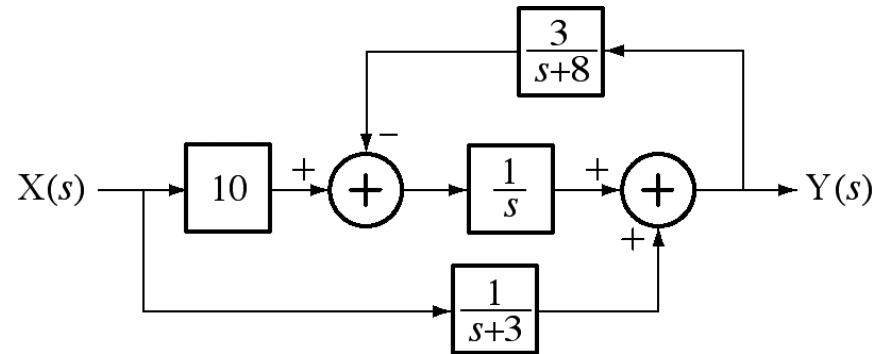 3
s+8
−
X(s) 10 + + 1 + + Y(s)
s
+
1
s+3